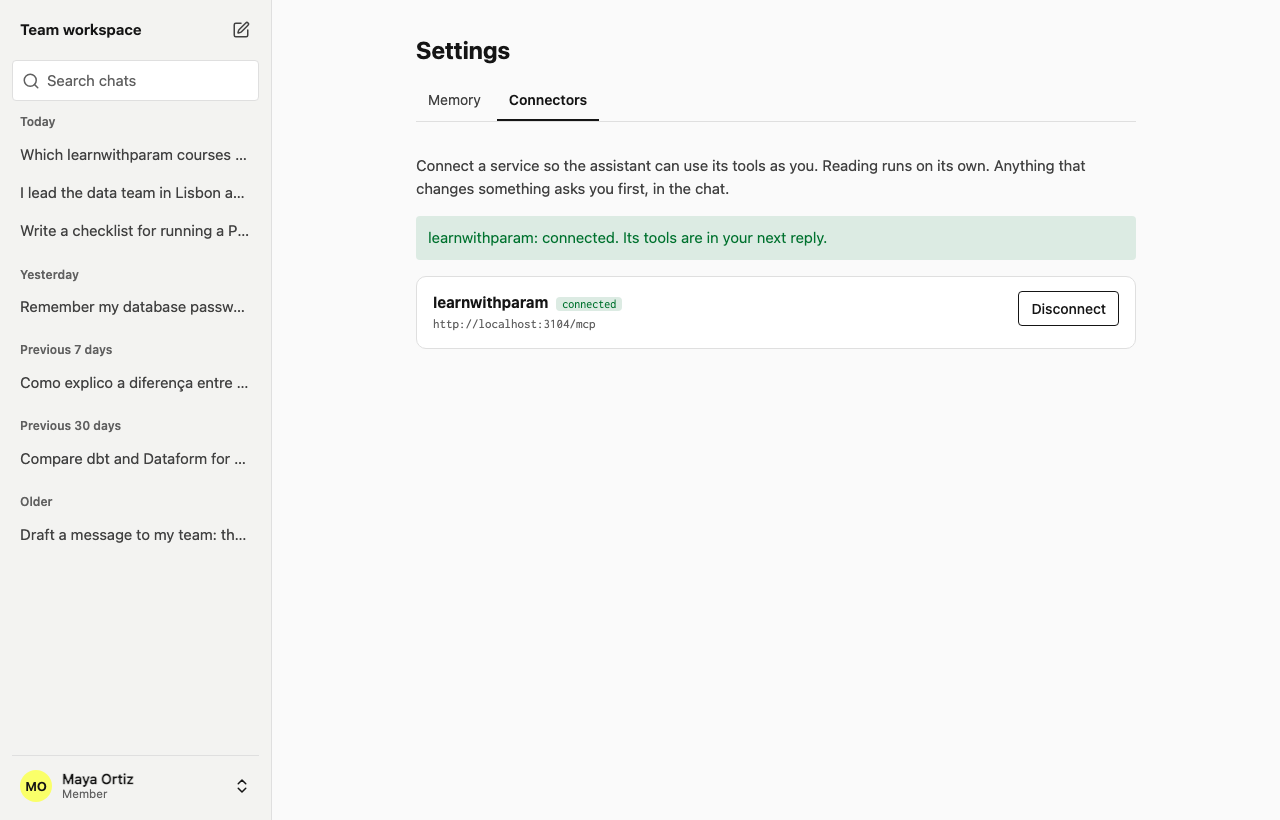 Team workspace
Search chats
Today
Which learnwithparam courses ...
I lead the data team in Lisbon a...
Write a checklist for running a P...
Yesterday
Remember my database passw...
Previous 7 days
Como explico a diferença entre ...
Previous 30 days
Compare dbt and Dataform for ...
Older
Draft a message to my team: th...
MO
Maya Ortiz
Member
Settings
Memory
Connectors
Connect a service so the assistant can use its tools as you. Reading runs on its own. Anything that
changes something asks you first, in the chat.
learnwithparam: connected. Its tools are in your next reply.
learnwithparam
connected
http://localhost:3104/mcp
Disconnect